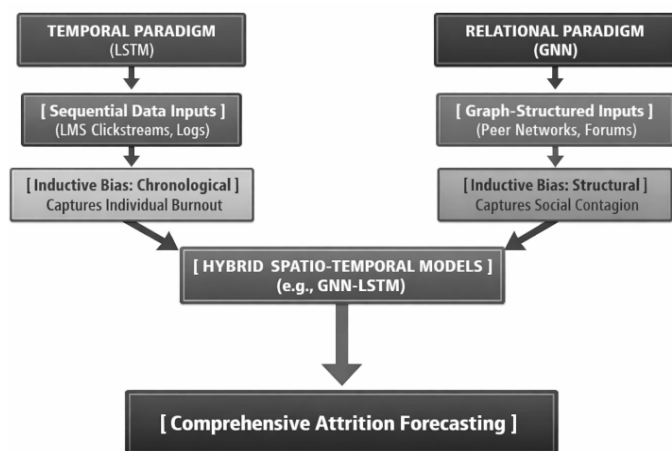 TEMPORAL PARADIGM
(LSTM)
[ Sequential Data Inputs ]
(LMS Clickstreams, Logs)
[ Inductive Bias: Chronological ]
Captures Individual Burnout
RELATIONAL PARADIGM
(GNN)
[ Graph-Structured Inputs ]
(Peer Networks, Forums)
[ Inductive Bias: Structural ]
Captures Social Contagion
[ HYBRID SPATIO-TEMPORAL MODELS ]
(e.g., GNN-LSTM)
[ Comprehensive Attrition Forecasting ]